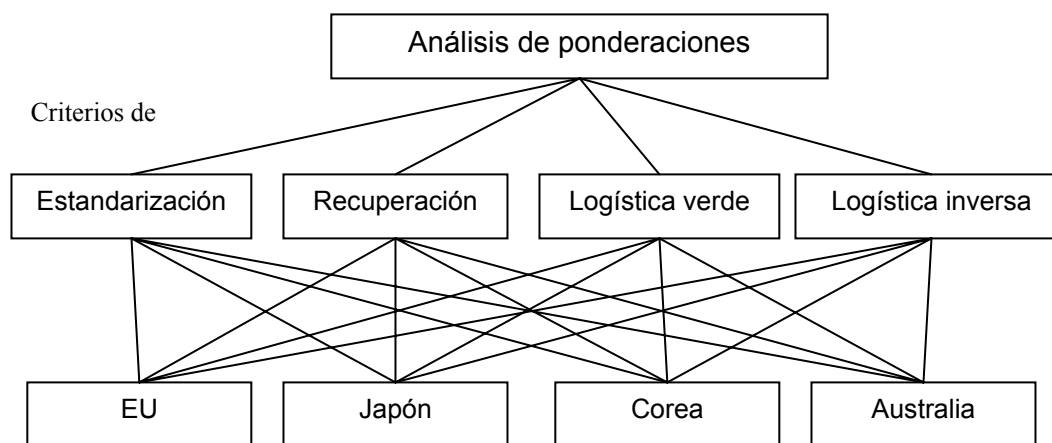 Análisis de ponderaciones
Criterios de
Estandarización
Recuperación
Logística verde
Logística inversa
EU
Japón
Corea
Australia